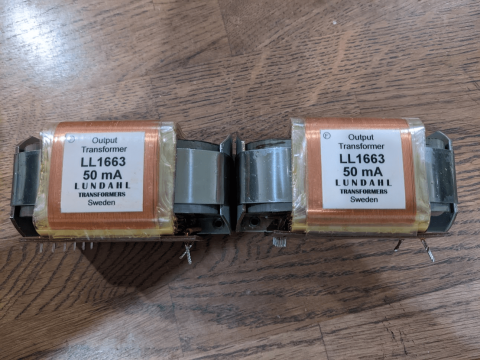 Output
Transformer
LL1663
50 mA
LUNDAHL
TRANSFORMERS
Sweden
Output
Transformer
LL1663
50 mA
LUNDAHL
TRANSFORMERS
Sweden